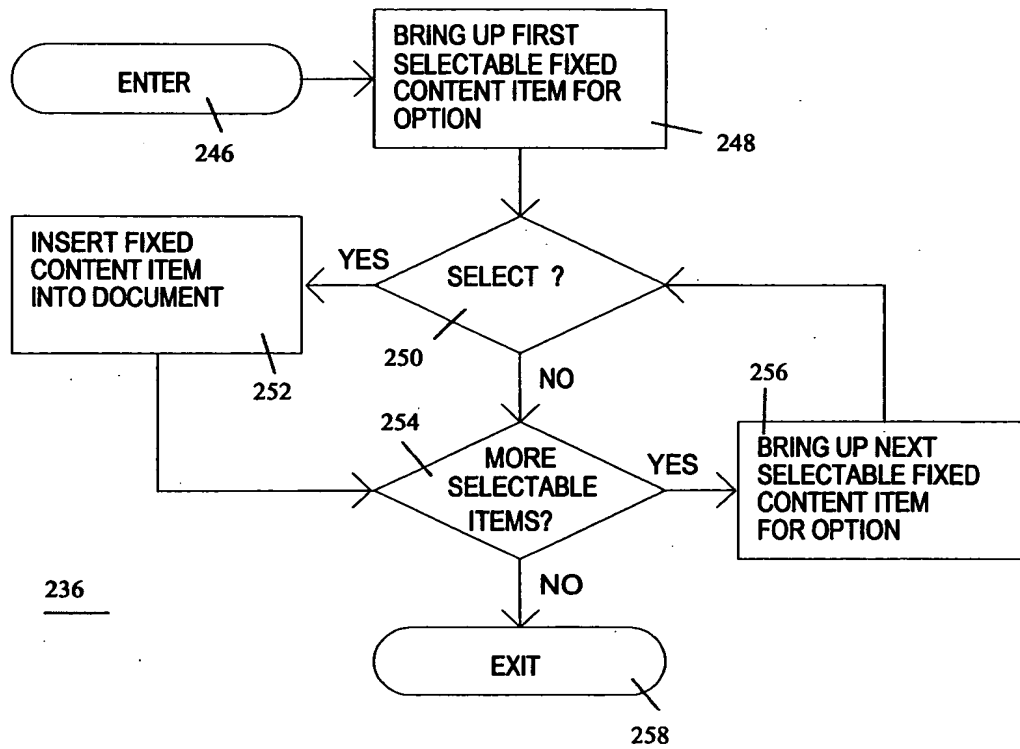 ENTER
246
BRING UP FIRST
SELECTABLE FIXED
CONTENT ITEM FOR
OPTION
248
SELECT ?
250
YES
INSERT FIXED
CONTENT ITEM
INTO DOCUMENT
252
NO
254
MORE
SELECTABLE
ITEMS?
YES
256
BRING UP NEXT
SELECTABLE FIXED
CONTENT ITEM
FOR OPTION
NO
236
EXIT
258